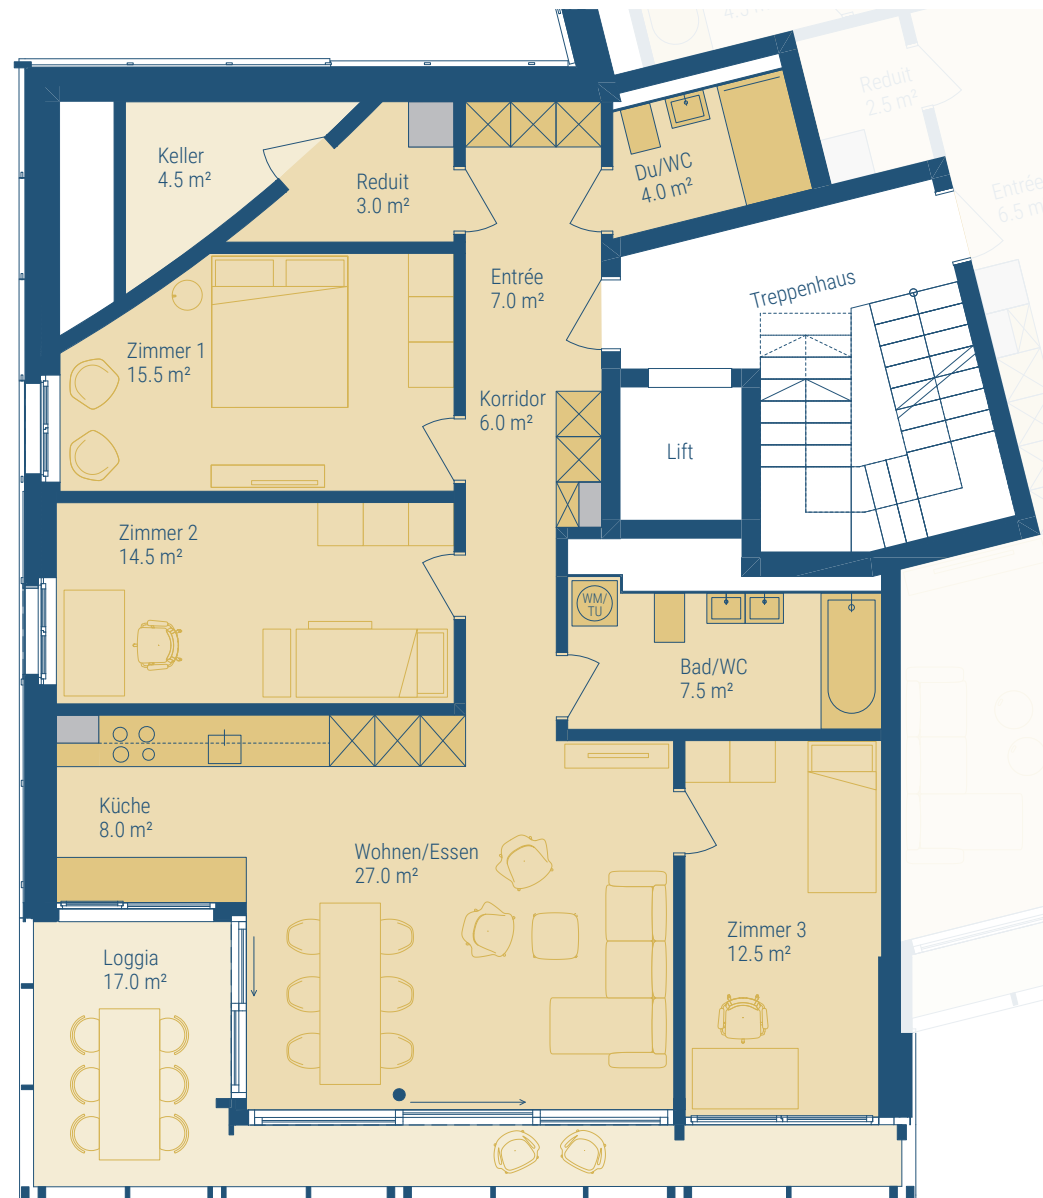 Keller
4.5 m²
Reduit
3.0 m²
Du/WC
4.0 m²
Reduit
2.5 m²
Entrée
6.5 m
Entrée
7.0 m²
Treppenhaus
Zimmer 1
15.5 m²
Korridor
6.0 m²
Lift
Zimmer 2
14.5 m²
WM/
TU
Bad/WC
7.5 m²
Küche
8.0 m²
Wohnen/Essen
27.0 m²
Zimmer 3
12.5 m²
Loggia
17.0 m²